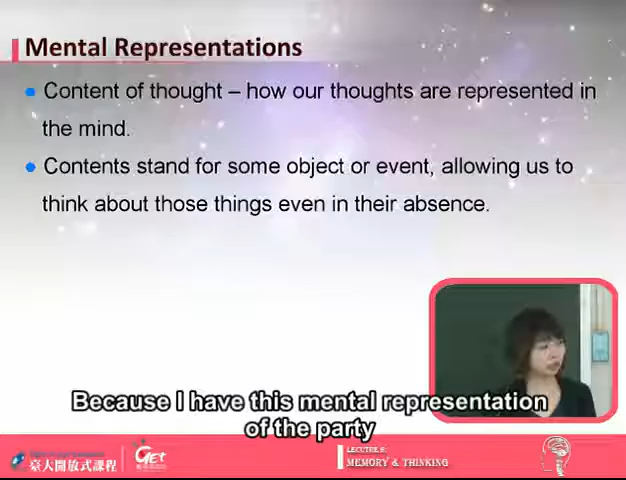 Mental Representations
Content of thought – how our thoughts are represented in
the mind.
Contents stand for some object or event, allowing us to
think about those things even in their absence.
Because I have this mental representation
of the party
臺大開放式課程
GET
LECUTRE 8:
MEMORY & THINKING